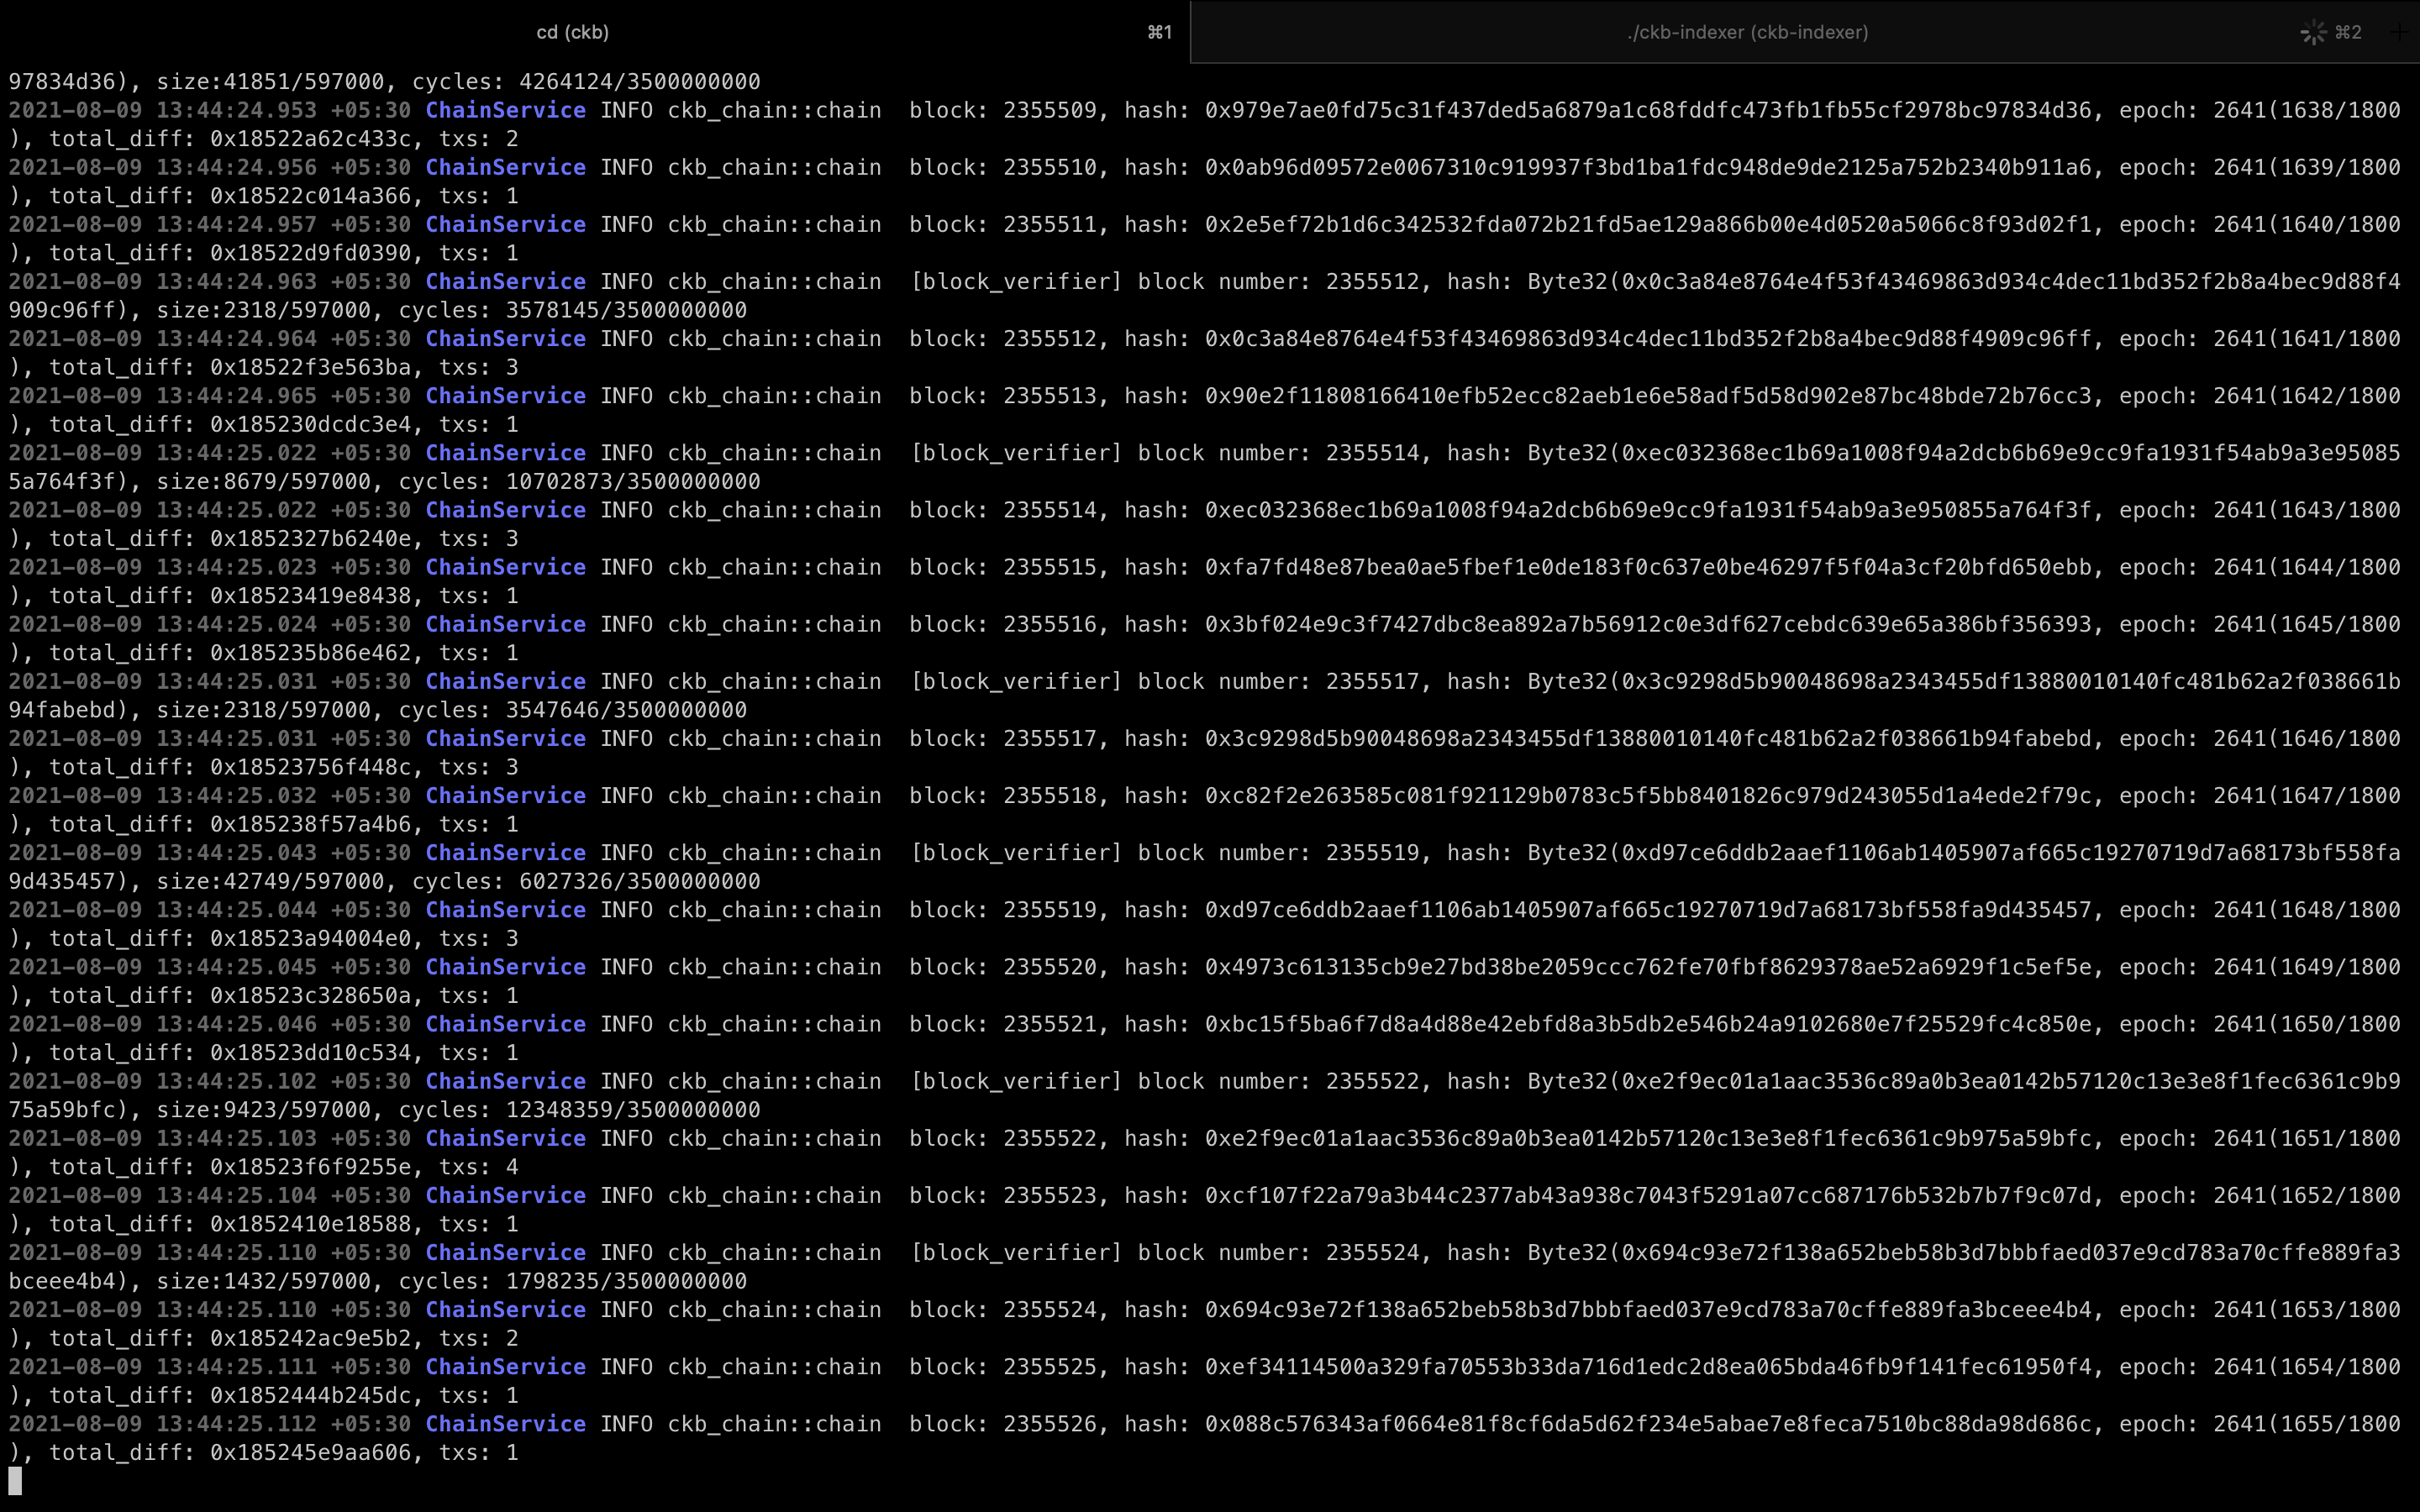 cd (ckb) ⌘1 ./ckb-indexer (ckb-indexer) ⌘2 +
97834d36), size:41851/597000, cycles: 4264124/3500000000
2021-08-09 13:44:24.953 +05:30 ChainService INFO ckb_chain::chain  block: 2355509, hash: 0x979e7ae0fd75c31f437ded5a6879a1c68fddfc473fb1fb55cf2978bc97834d36, epoch: 2641(1638/1800
), total_diff: 0x18522a62c433c, txs: 2
2021-08-09 13:44:24.956 +05:30 ChainService INFO ckb_chain::chain  block: 2355510, hash: 0x0ab96d09572e0067310c919937f3bd1ba1fdc948de9de2125a752b2340b911a6, epoch: 2641(1639/1800
), total_diff: 0x18522c014a366, txs: 1
2021-08-09 13:44:24.957 +05:30 ChainService INFO ckb_chain::chain  block: 2355511, hash: 0x2e5ef72b1d6c342532fda072b21fd5ae129a866b00e4d0520a5066c8f93d02f1, epoch: 2641(1640/1800
), total_diff: 0x18522d9fd0390, txs: 1
2021-08-09 13:44:24.963 +05:30 ChainService INFO ckb_chain::chain  [block_verifier] block number: 2355512, hash: Byte32(0x0c3a84e8764e4f53f43469863d934c4dec11bd352f2b8a4bec9d88f4
909c96ff), size:2318/597000, cycles: 3578145/3500000000
2021-08-09 13:44:24.964 +05:30 ChainService INFO ckb_chain::chain  block: 2355512, hash: 0x0c3a84e8764e4f53f43469863d934c4dec11bd352f2b8a4bec9d88f4909c96ff, epoch: 2641(1641/1800
), total_diff: 0x18522f3e563ba, txs: 3
2021-08-09 13:44:24.965 +05:30 ChainService INFO ckb_chain::chain  block: 2355513, hash: 0x90e2f11808166410efb52ecc82aeb1e6e58adf5d58d902e87bc48bde72b76cc3, epoch: 2641(1642/1800
), total_diff: 0x185230dcdc3e4, txs: 1
2021-08-09 13:44:25.022 +05:30 ChainService INFO ckb_chain::chain  [block_verifier] block number: 2355514, hash: Byte32(0xec032368ec1b69a1008f94a2dcb6b69e9cc9fa1931f54ab9a3e95085
5a764f3f), size:8679/597000, cycles: 10702873/3500000000
2021-08-09 13:44:25.022 +05:30 ChainService INFO ckb_chain::chain  block: 2355514, hash: 0xec032368ec1b69a1008f94a2dcb6b69e9cc9fa1931f54ab9a3e950855a764f3f, epoch: 2641(1643/1800
), total_diff: 0x1852327b6240e, txs: 3
2021-08-09 13:44:25.023 +05:30 ChainService INFO ckb_chain::chain  block: 2355515, hash: 0xfa7fd48e87bea0ae5fbef1e0de183f0c637e0be46297f5f04a3cf20bfd650ebb, epoch: 2641(1644/1800
), total_diff: 0x18523419e8438, txs: 1
2021-08-09 13:44:25.024 +05:30 ChainService INFO ckb_chain::chain  block: 2355516, hash: 0x3bf024e9c3f7427dbc8ea892a7b56912c0e3df627cebdc639e65a386bf356393, epoch: 2641(1645/1800
), total_diff: 0x185235b86e462, txs: 1
2021-08-09 13:44:25.031 +05:30 ChainService INFO ckb_chain::chain  [block_verifier] block number: 2355517, hash: Byte32(0x3c9298d5b90048698a2343455df13880010140fc481b62a2f038661b
94fabebd), size:2318/597000, cycles: 3547646/3500000000
2021-08-09 13:44:25.031 +05:30 ChainService INFO ckb_chain::chain  block: 2355517, hash: 0x3c9298d5b90048698a2343455df13880010140fc481b62a2f038661b94fabebd, epoch: 2641(1646/1800
), total_diff: 0x18523756f448c, txs: 3
2021-08-09 13:44:25.032 +05:30 ChainService INFO ckb_chain::chain  block: 2355518, hash: 0xc82f2e263585c081f921129b0783c5f5bb8401826c979d243055d1a4ede2f79c, epoch: 2641(1647/1800
), total_diff: 0x185238f57a4b6, txs: 1
2021-08-09 13:44:25.043 +05:30 ChainService INFO ckb_chain::chain  [block_verifier] block number: 2355519, hash: Byte32(0xd97ce6ddb2aaef1106ab1405907af665c19270719d7a68173bf558fa
9d435457), size:42749/597000, cycles: 6027326/3500000000
2021-08-09 13:44:25.044 +05:30 ChainService INFO ckb_chain::chain  block: 2355519, hash: 0xd97ce6ddb2aaef1106ab1405907af665c19270719d7a68173bf558fa9d435457, epoch: 2641(1648/1800
), total_diff: 0x18523a94004e0, txs: 3
2021-08-09 13:44:25.045 +05:30 ChainService INFO ckb_chain::chain  block: 2355520, hash: 0x4973c613135cb9e27bd38be2059ccc762fe70fbf8629378ae52a6929f1c5ef5e, epoch: 2641(1649/1800
), total_diff: 0x18523c328650a, txs: 1
2021-08-09 13:44:25.046 +05:30 ChainService INFO ckb_chain::chain  block: 2355521, hash: 0xbc15f5ba6f7d8a4d88e42ebfd8a3b5db2e546b24a9102680e7f25529fc4c850e, epoch: 2641(1650/1800
), total_diff: 0x18523dd10c534, txs: 1
2021-08-09 13:44:25.102 +05:30 ChainService INFO ckb_chain::chain  [block_verifier] block number: 2355522, hash: Byte32(0xe2f9ec01a1aac3536c89a0b3ea0142b57120c13e3e8f1fec6361c9b9
75a59bfc), size:9423/597000, cycles: 12348359/3500000000
2021-08-09 13:44:25.103 +05:30 ChainService INFO ckb_chain::chain  block: 2355522, hash: 0xe2f9ec01a1aac3536c89a0b3ea0142b57120c13e3e8f1fec6361c9b975a59bfc, epoch: 2641(1651/1800
), total_diff: 0x18523f6f9255e, txs: 4
2021-08-09 13:44:25.104 +05:30 ChainService INFO ckb_chain::chain  block: 2355523, hash: 0xcf107f22a79a3b44c2377ab43a938c7043f5291a07cc687176b532b7b7f9c07d, epoch: 2641(1652/1800
), total_diff: 0x1852410e18588, txs: 1
2021-08-09 13:44:25.110 +05:30 ChainService INFO ckb_chain::chain  [block_verifier] block number: 2355524, hash: Byte32(0x694c93e72f138a652beb58b3d7bbbfaed037e9cd783a70cffe889fa3
bceee4b4), size:1432/597000, cycles: 1798235/3500000000
2021-08-09 13:44:25.110 +05:30 ChainService INFO ckb_chain::chain  block: 2355524, hash: 0x694c93e72f138a652beb58b3d7bbbfaed037e9cd783a70cffe889fa3bceee4b4, epoch: 2641(1653/1800
), total_diff: 0x185242ac9e5b2, txs: 2
2021-08-09 13:44:25.111 +05:30 ChainService INFO ckb_chain::chain  block: 2355525, hash: 0xef34114500a329fa70553b33da716d1edc2d8ea065bda46fb9f141fec61950f4, epoch: 2641(1654/1800
), total_diff: 0x1852444b245dc, txs: 1
2021-08-09 13:44:25.112 +05:30 ChainService INFO ckb_chain::chain  block: 2355526, hash: 0x088c576343af0664e81f8cf6da5d62f234e5abae7e8feca7510bc88da98d686c, epoch: 2641(1655/1800
), total_diff: 0x185245e9aa606, txs: 1